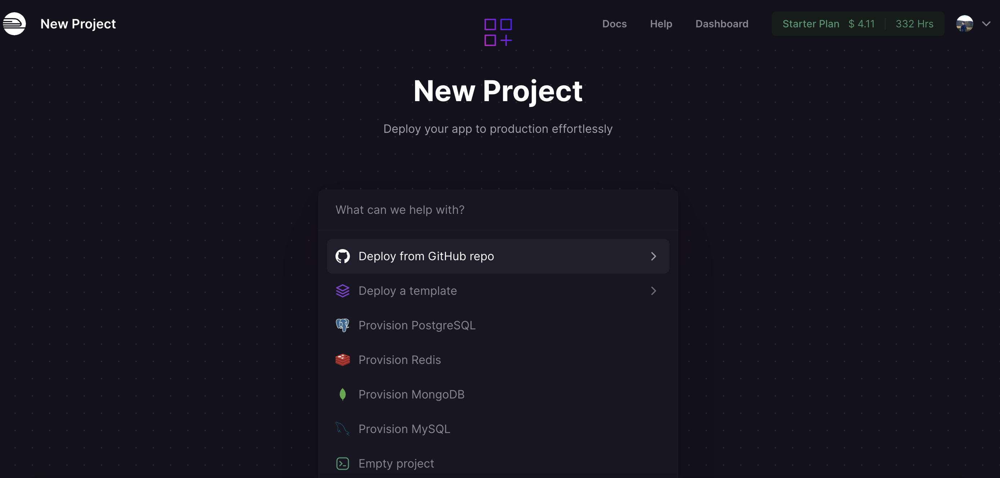 New Project
Docs Help Dashboard Starter Plan $ 4.11 332 Hrs
New Project
Deploy your app to production effortlessly
What can we help with?
Deploy from GitHub repo
Deploy a template
Provision PostgreSQL
Provision Redis
Provision MongoDB
Provision MySQL
Empty project